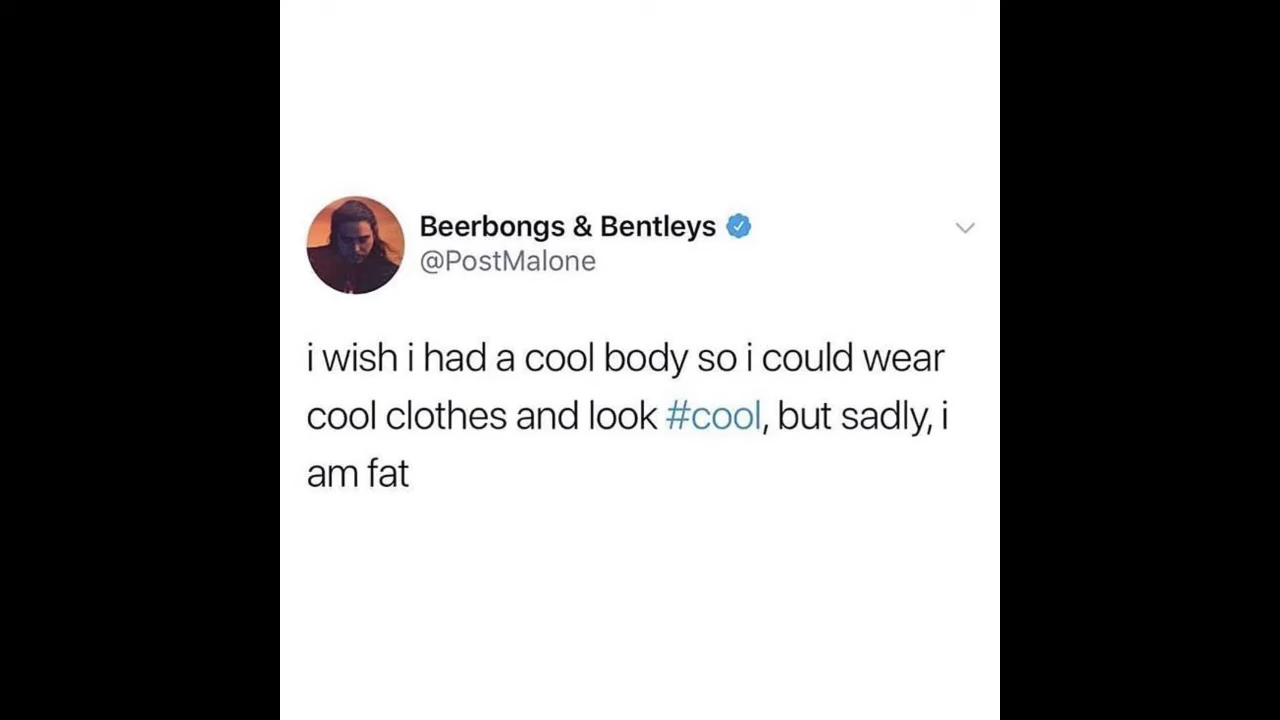 Beerbongs & Bentleys
@PostMalone
i wish i had a cool body so i could wear
cool clothes and look #cool, but sadly, i
am fat